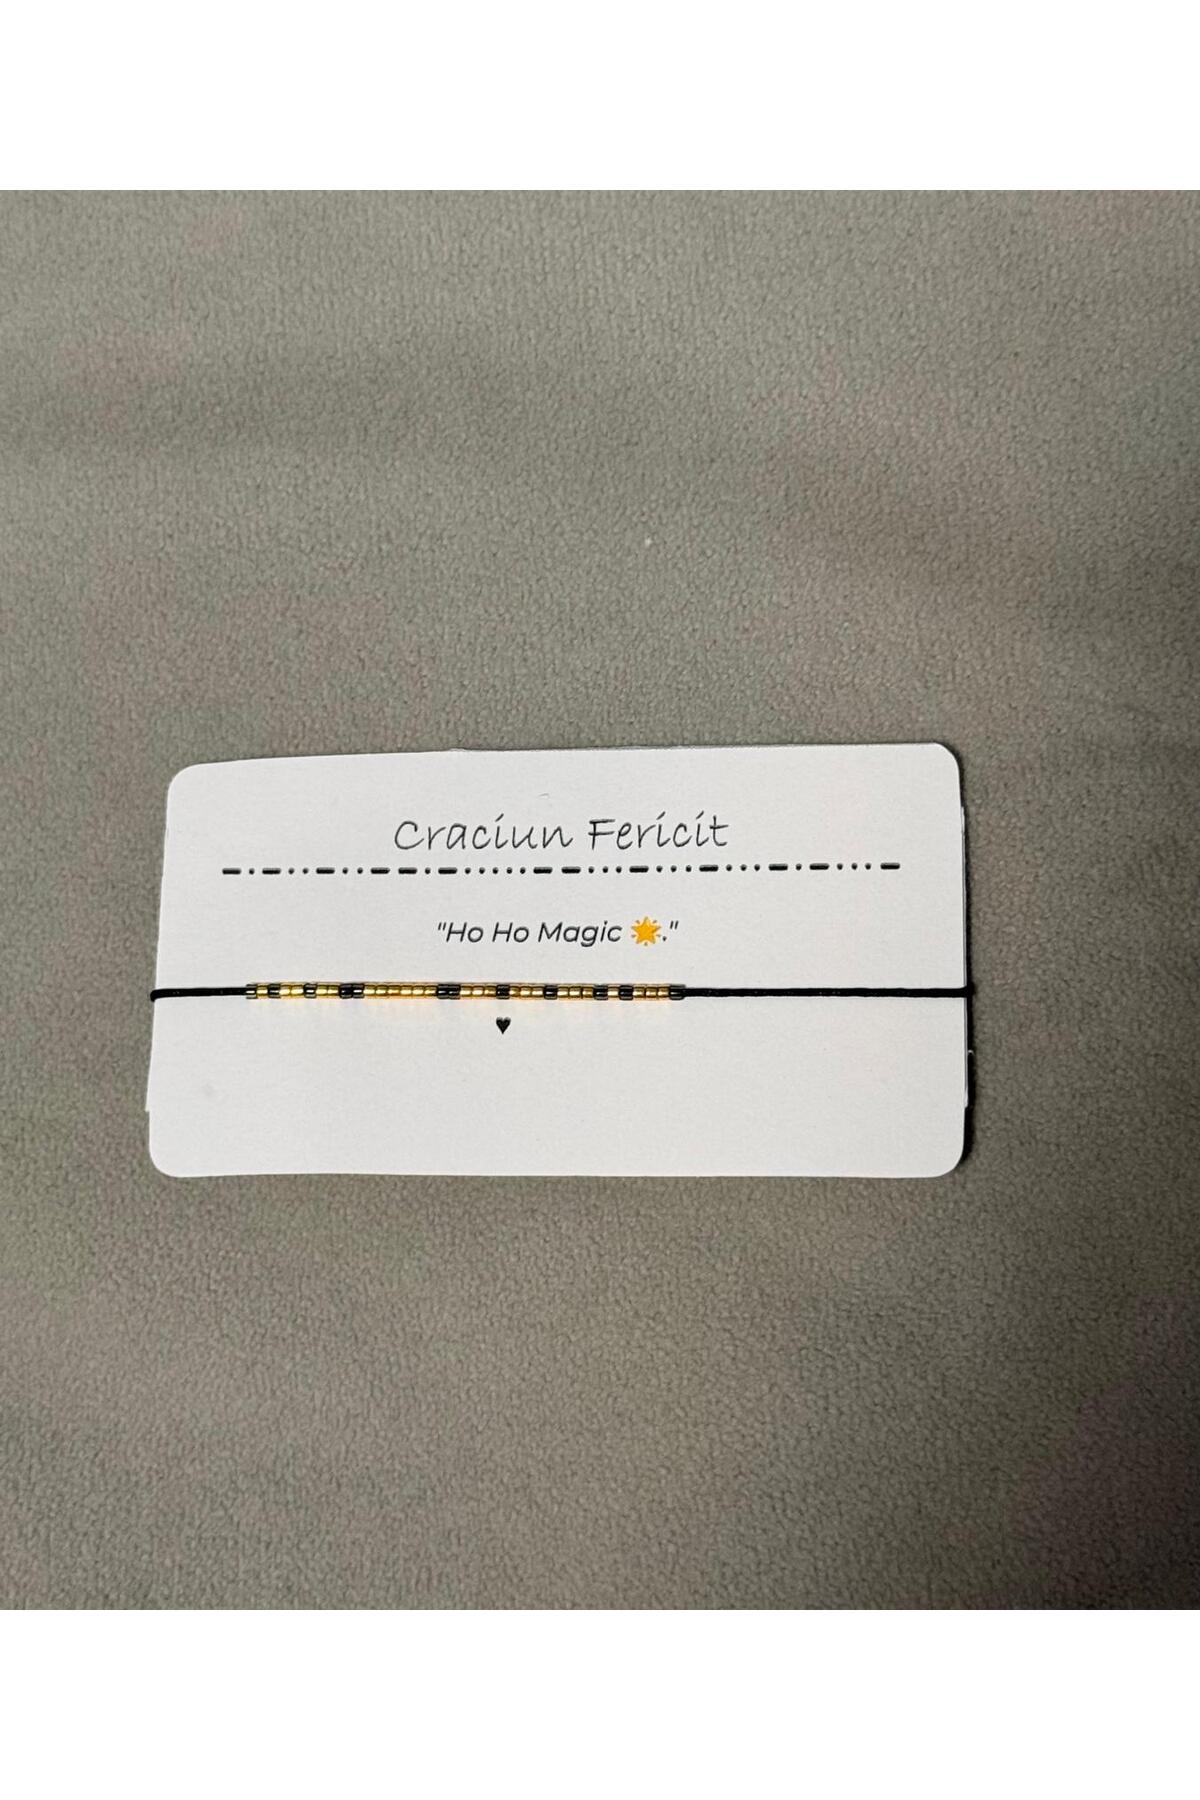 Craciun Fericit
"Ho Ho Magic 🌟."
♥